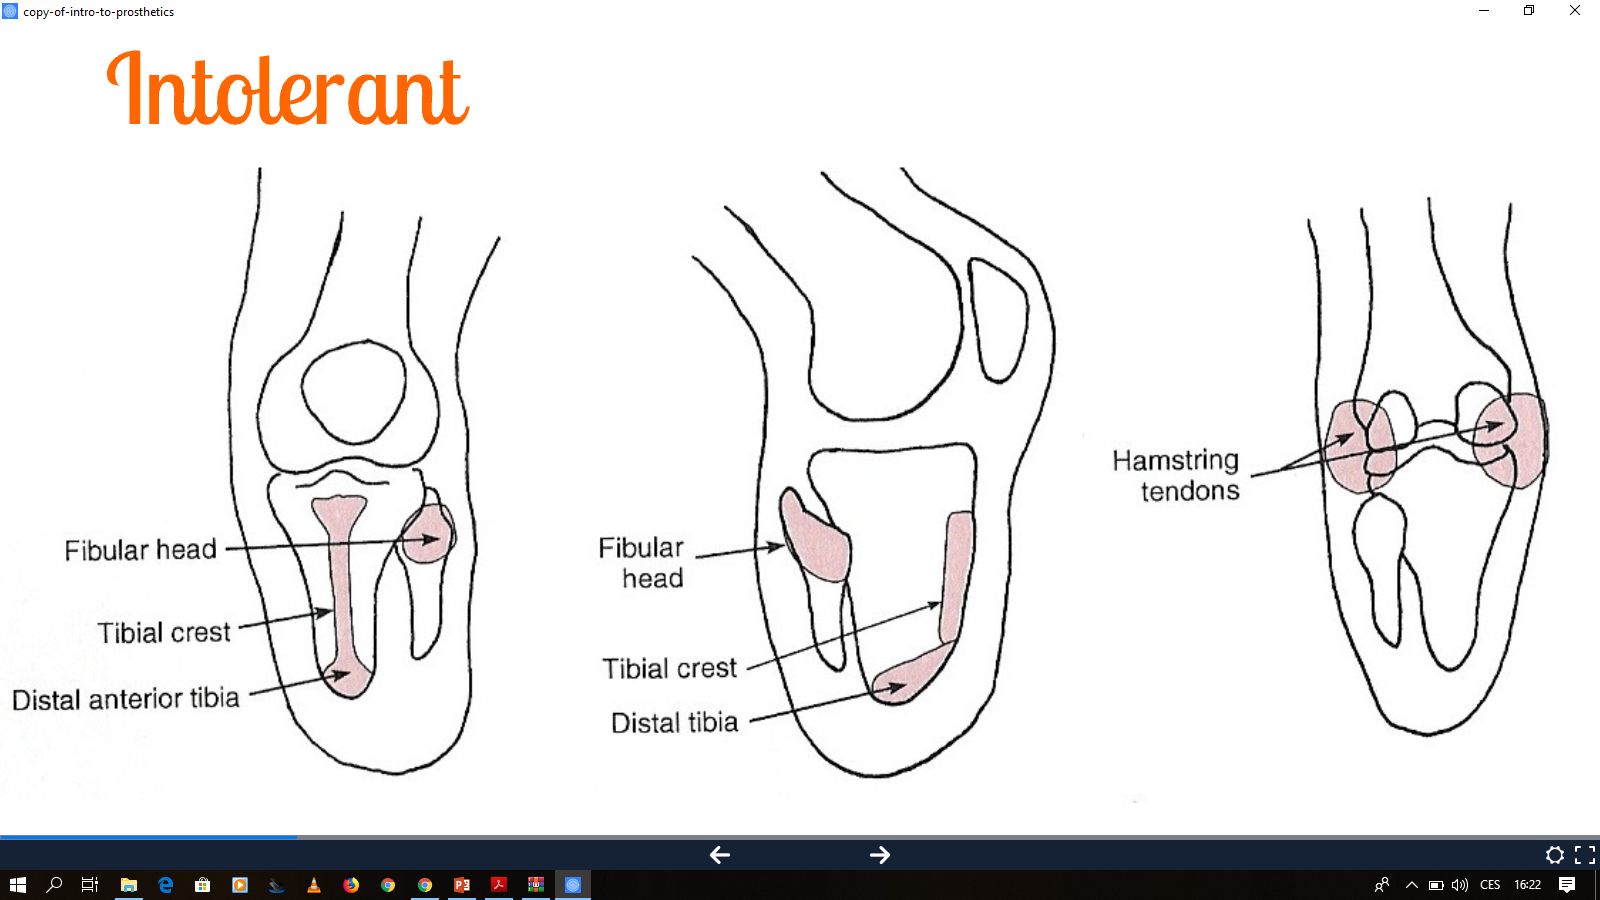 copy-of-intro-to-prosthetics
Intolerant
Fibular head
Tibial crest
Distal anterior tibia
Fibular
head
Tibial crest
Distal tibia
Hamstring
tendons
CES
16:22